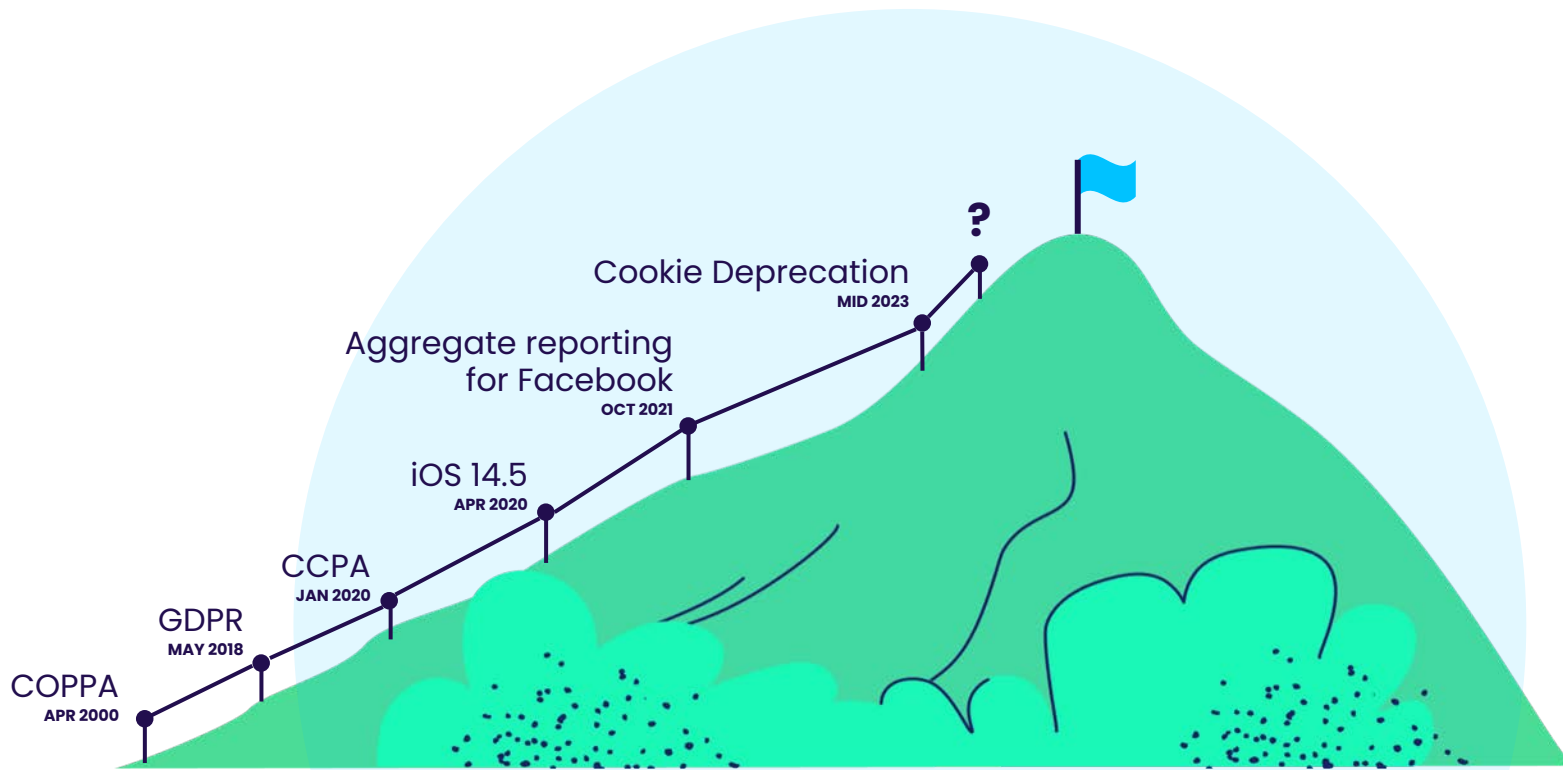 ?
Cookie Deprecation
MID 2023
Aggregate reporting
for Facebook
OCT 2021
iOS 14.5
APR 2020
CCPA
JAN 2020
GDPR
MAY 2018
COPPA
APR 2000